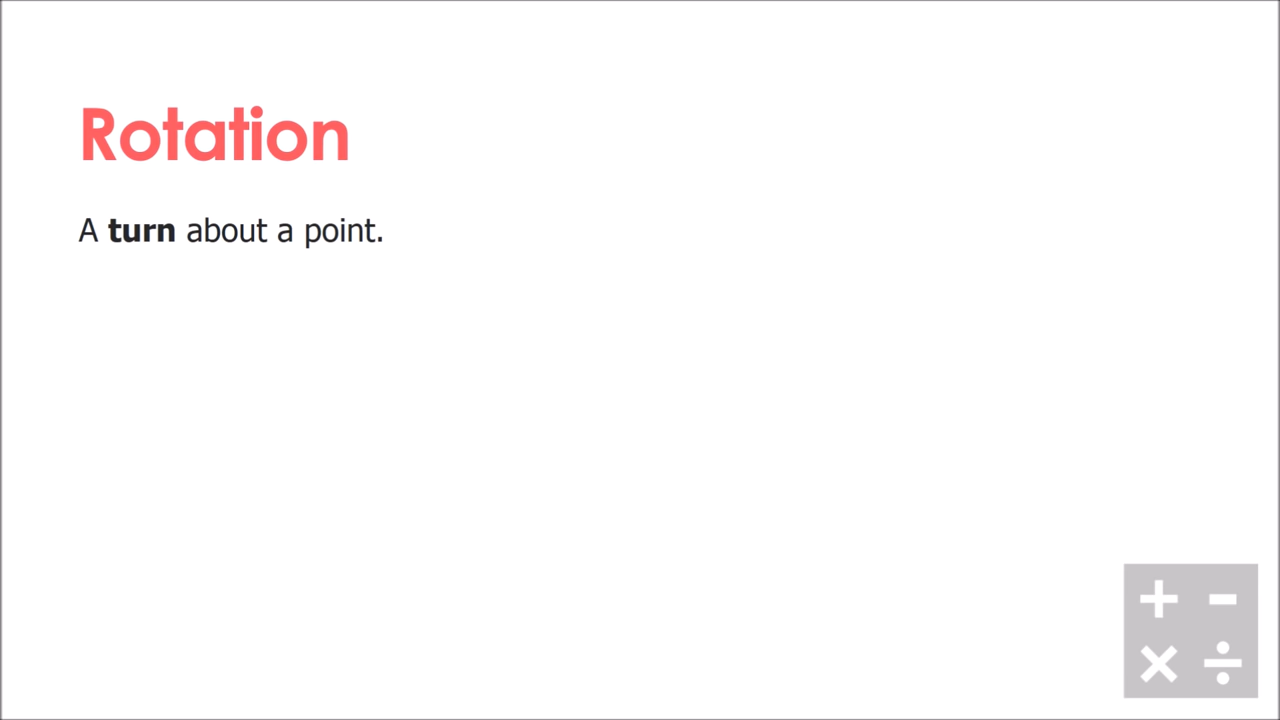 Rotation
A turn about a point.
+ -
× ÷